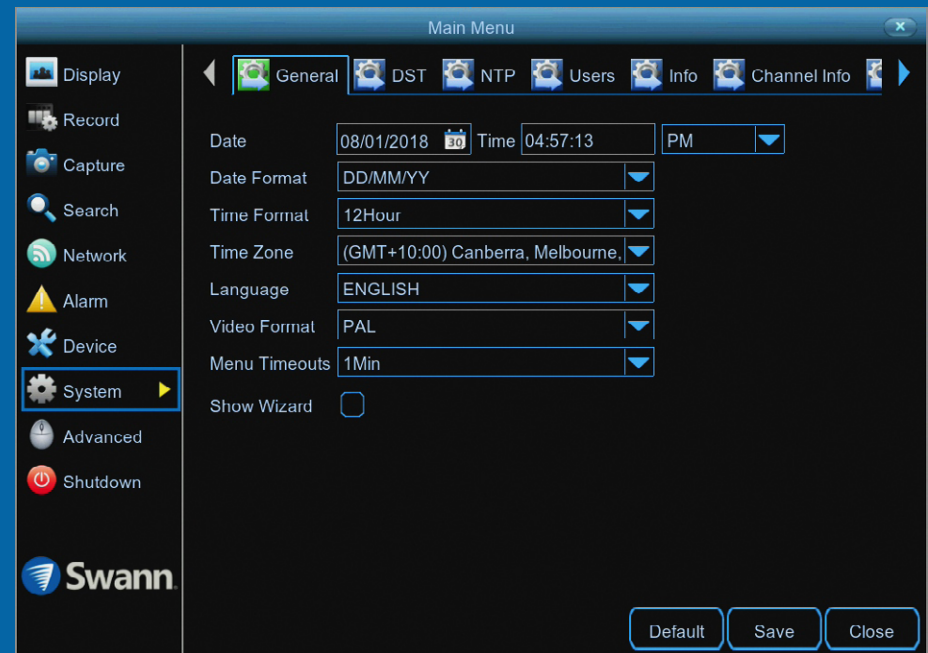 Main Menu
Display
Record
Capture
Search
Network
Alarm
Device
System
Advanced
Shutdown
Swann
General DST NTP Users Info Channel Info
Date 08/01/2018 30 Time 04:57:13 PM
Date Format DD/MM/YY
Time Format 12Hour
Time Zone (GMT+10:00) Canberra, Melbourne,
Language ENGLISH
Video Format PAL
Menu Timeouts 1Min
Show Wizard
Default Save Close